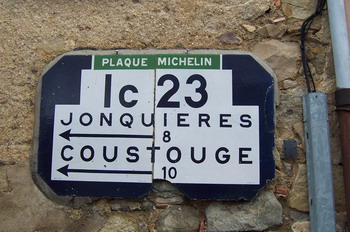 PLAQUE MICHELIN
Ic 23
JONQUIERES
8
COUSTOUGE
10